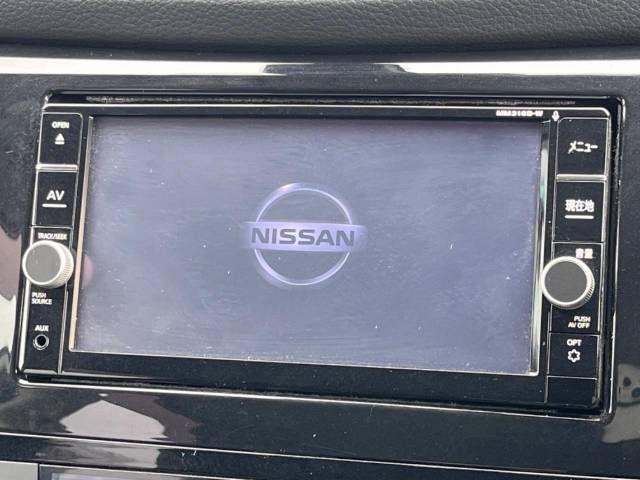 MM316D-W
OPEN
メニュー
AV
現在地
NISSAN
TRACK/SEEK
音量
PUSH
SOURCE
PUSH
AV OFF
AUX
OPT